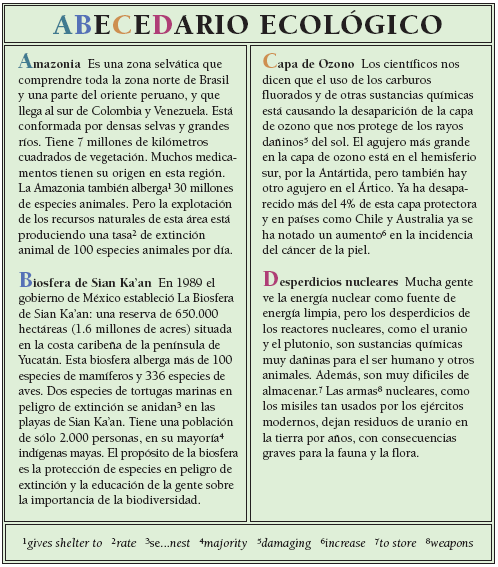 ABECEDARIO ECOLÓGICO
Amazonia Es una zona selvática que
comprende toda la zona norte de Brasil
y una parte del oriente peruano, y que
llega al sur de Colombia y Venezuela. Está
conformada por densas selvas y grandes
ríos. Tiene 7 millones de kilómetros
cuadrados de vegetación. Muchos medica-
mentos tienen su origen en esta región.
La Amazonia también alberga¹ 30 millones
de especies animales. Pero la explotación
de los recursos naturales de esta área está
produciendo una tasa² de extinción
animal de 100 especies animales por día.
Biosfera de Sian Ka'an En 1989 el
gobierno de México estableció La Biosfera
de Sian Ka'an: una reserva de 650.000
hectáreas (1.6 millones de acres) situada
en la costa caribeña de la península de
Yucatán. Esta biosfera alberga más de 100
especies de mamíferos y 336 especies de
aves. Dos especies de tortugas marinas en
peligro de extinción se anidan³ en las
playas de Sian Ka'an. Tiene una población
de sólo 2.000 personas, en su mayoría⁴
indígenas mayas. El propósito de la biosfera
es la protección de especies en peligro de
extinción y la educación de la gente sobre
la importancia de la biodiversidad.
Capa de Ozono Los científicos nos
dicen que el uso de los carburos
fluorados y de otras sustancias químicas
está causando la desaparición de la capa
de ozono que nos protege de los rayos
dañinos⁵ del sol. El agujero más grande
en la capa de ozono está en el hemisferio
sur, por la Antártida, pero también hay
otro agujero en el Ártico. Ya ha desapa-
recido más del 4% de esta capa protectora
y en países como Chile y Australia ya se
ha notado un aumento⁶ en la incidencia
del cáncer de la piel.
Desperdicios nucleares Mucha gente
ve la energía nuclear como fuente de
energía limpia, pero los desperdicios de
los reactores nucleares, como el uranio
y el plutonio, son sustancias químicas
muy dañinas para el ser humano y otros
animales. Además, son muy difíciles de
almacenar.⁷ Las armas⁸ nucleares, como
los misiles tan usados por los ejércitos
modernos, dejan residuos de uranio en
la tierra por años, con consecuencias
graves para la fauna y la flora.
¹gives shelter to ²rate ³se...nest ⁴majority ⁵damaging ⁶increase ⁷to store ⁸weapons